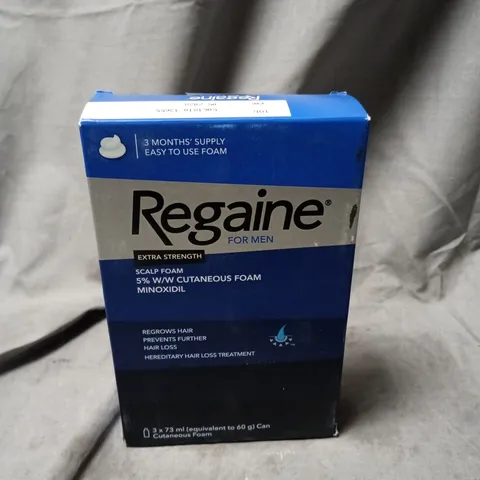 Regaine
3 MONTHS' SUPPLY
EASY TO USE FOAM
Regaine®
FOR MEN
EXTRA STRENGTH
SCALP FOAM
5% W/W CUTANEOUS FOAM
MINOXIDIL
REGROWS HAIR
PREVENTS FURTHER
HAIR LOSS
HEREDITARY HAIR LOSS TREATMENT
3 x 73 ml (equivalent to 60 g) Can
Cutaneous Foam